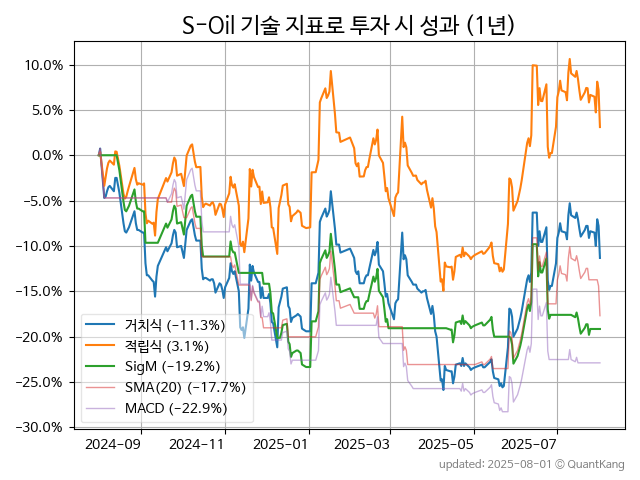 S-Oil 기술 지표로 투자 시 성과 (1년)
10.0%
5.0%
0.0%
−5.0%
−10.0%
−15.0%
−20.0%
−25.0%
−30.0%
거치식 (−11.3%)
적립식 (3.1%)
SigM (−19.2%)
SMA(20) (−17.7%)
MACD (−22.9%)
2024-09 2024-11 2025-01 2025-03 2025-05 2025-07
updated: 2025-08-01 © QuantKang